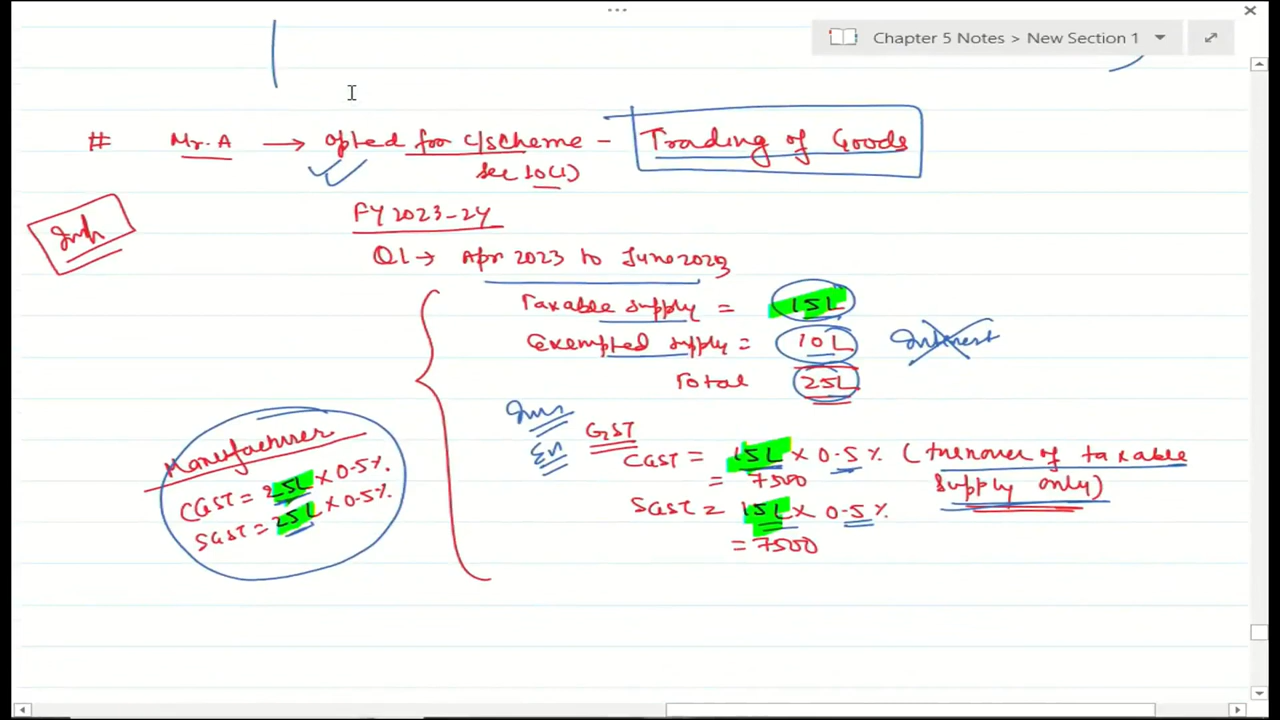 Chapter 5 Notes > New Section 1
# Mr. A → opted for C/Scheme - Trading of Goods
Sec 10(1)
FY 2023-24
Q1 → Apr 2023 to June 2023
Taxable supply = 15L
Exempted supply = 10L Interest
Total 25L
GST
CGST = 15L x 0.5% (turnover of taxable
= 7500 supply only)
SGST = 15L x 0.5%
= 7500
Manufacturer
CGST = 25L x 0.5%.
SGST = 25L x 0.5%.